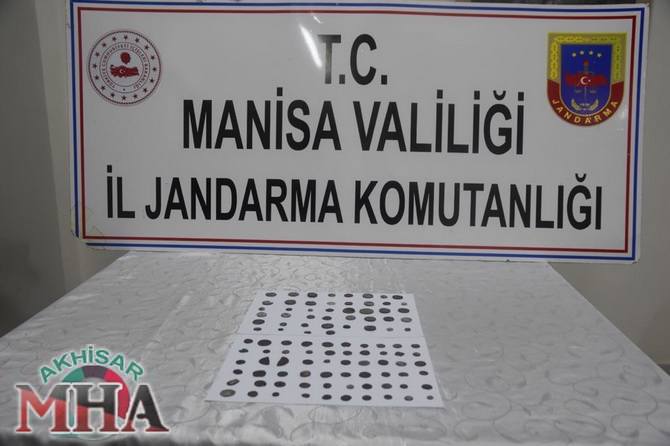 T.C.
MANİSA VALİLİĞİ
İL JANDARMA KOMUTANLIĞI
JANDARMA
AKHİSAR
MHA